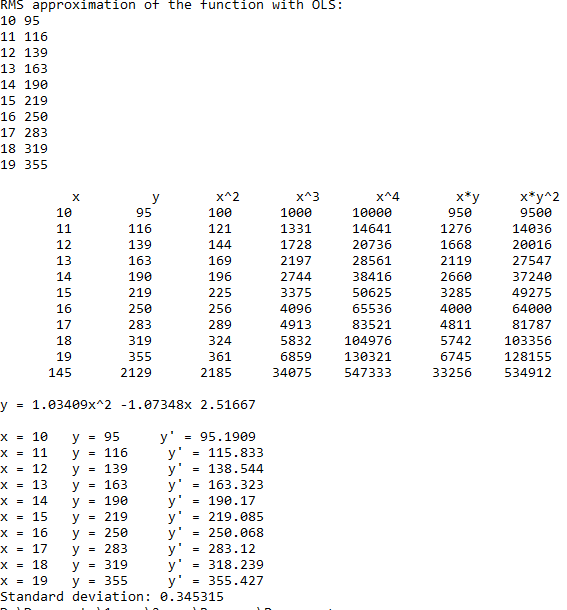 RMS approximation of the function with OLS:
10 95
11 116
12 139
13 163
14 190
15 219
16 250
17 283
18 319
19 355
x y x^2 x^3 x^4 x*y x*y^2
10 95 100 1000 10000 950 9500
11 116 121 1331 14641 1276 14036
12 139 144 1728 20736 1668 20016
13 163 169 2197 28561 2119 27547
14 190 196 2744 38416 2660 37240
15 219 225 3375 50625 3285 49275
16 250 256 4096 65536 4000 64000
17 283 289 4913 83521 4811 81787
18 319 324 5832 104976 5742 103356
19 355 361 6859 130321 6745 128155
145 2129 2185 34075 547333 33256 534912
y = 1.03409x^2 -1.07348x 2.51667
x = 10 y = 95 y' = 95.1909
x = 11 y = 116 y' = 115.833
x = 12 y = 139 y' = 138.544
x = 13 y = 163 y' = 163.323
x = 14 y = 190 y' = 190.17
x = 15 y = 219 y' = 219.085
x = 16 y = 250 y' = 250.068
x = 17 y = 283 y' = 283.12
x = 18 y = 319 y' = 318.239
x = 19 y = 355 y' = 355.427
Standard deviation: 0.345315